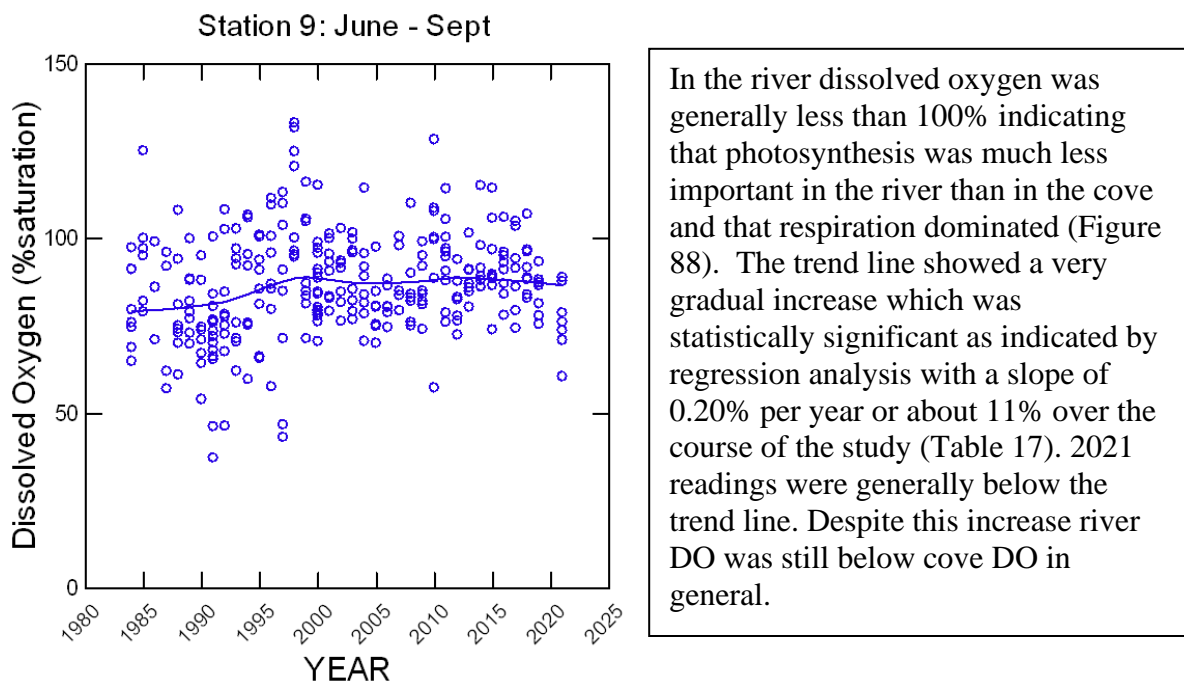 Station 9: June - Sept
150
100
50
0
Dissolved Oxygen (%saturation)
1980 1985 1990 1995 2000 2005 2010 2015 2020 2025
YEAR
In the river dissolved oxygen was
generally less than 100% indicating
that photosynthesis was much less
important in the river than in the cove
and that respiration dominated (Figure
88).  The trend line showed a very
gradual increase which was
statistically significant as indicated by
regression analysis with a slope of
0.20% per year or about 11% over the
course of the study (Table 17). 2021
readings were generally below the
trend line. Despite this increase river
DO was still below cove DO in
general.